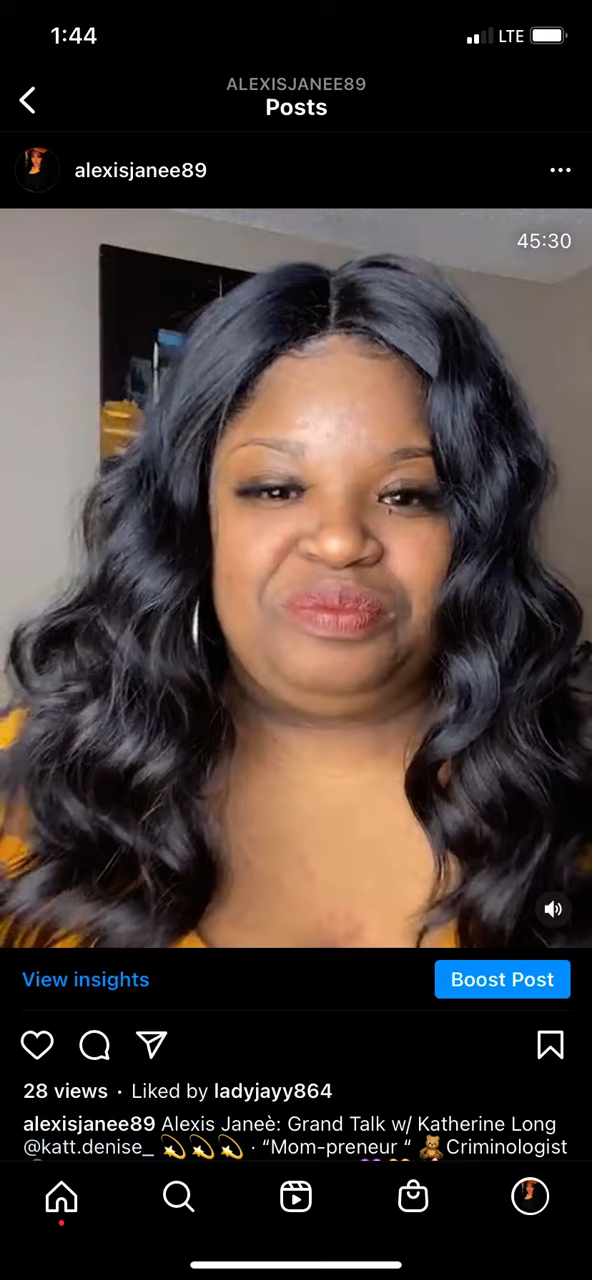 1:44
LTE
ALEXISJANEE89
Posts
alexisjanee89
45:30
View insights
Boost Post
28 views · Liked by ladyjayy864
alexisjanee89 Alexis Janeè: Grand Talk w/ Katherine Long
@katt.denise_ 💫💫💫 · “Mom-preneur “ 🧸Criminologist